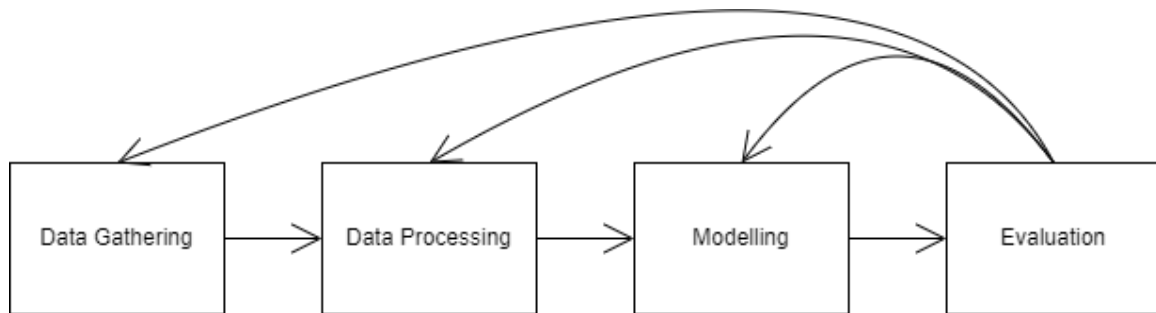 Data Gathering
Data Processing
Modelling
Evaluation